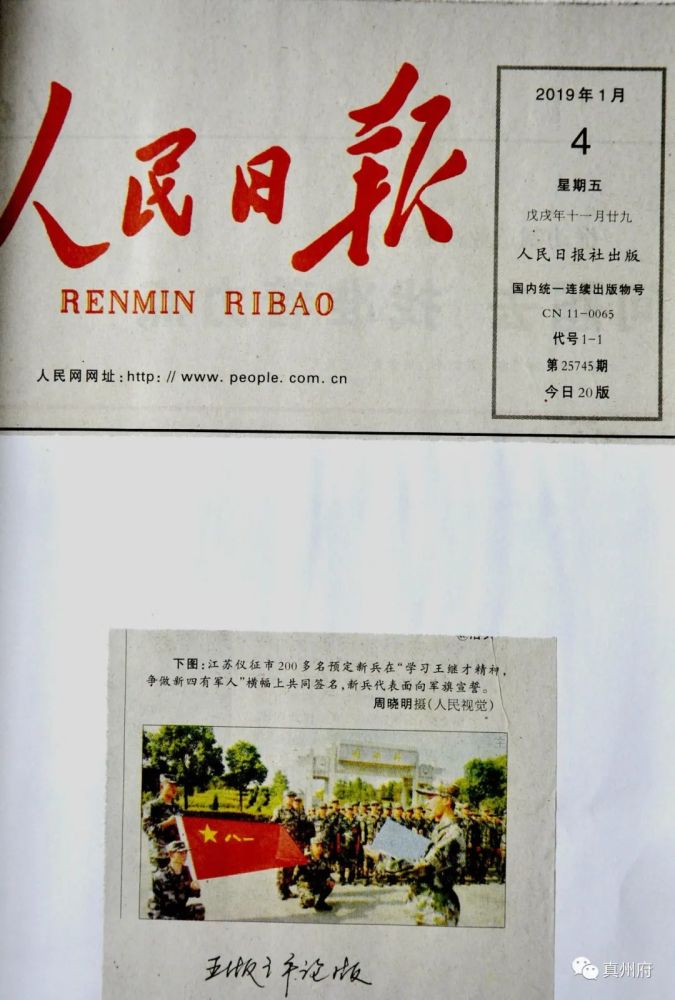 人民日报
RENMIN RIBAO
人民网网址:http: // www. people. com. cn
2019年1月
4
星期五
戊戌年十一月廿九
人民日报社出版
国内统一连续出版物号
CN 11-0065
代号1-1
第25745期
今日20版
下图:江苏仪征市200多名预定新兵在“学习王继才精神,
争做新四有军人”横幅上共同签名,新兵代表面向军旗宣誓。
周晓明摄(人民视觉)
八一
五版评论版
真州府